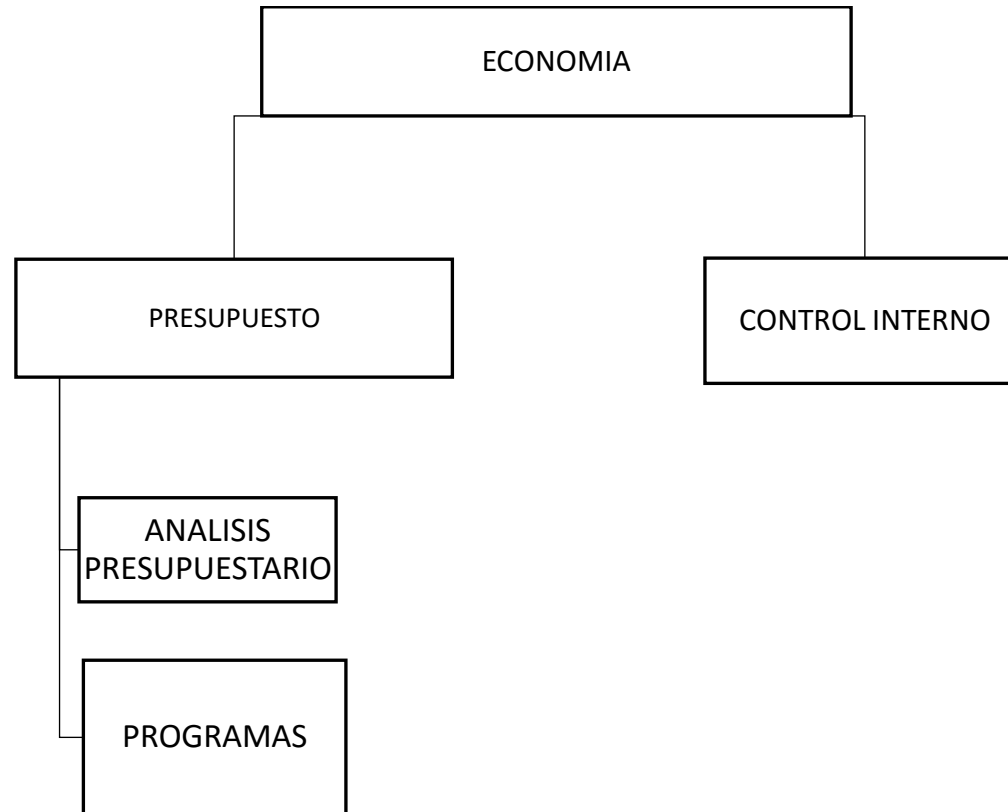 ECONOMIA
PRESUPUESTO
CONTROL INTERNO
ANALISIS
PRESUPUESTARIO
PROGRAMAS